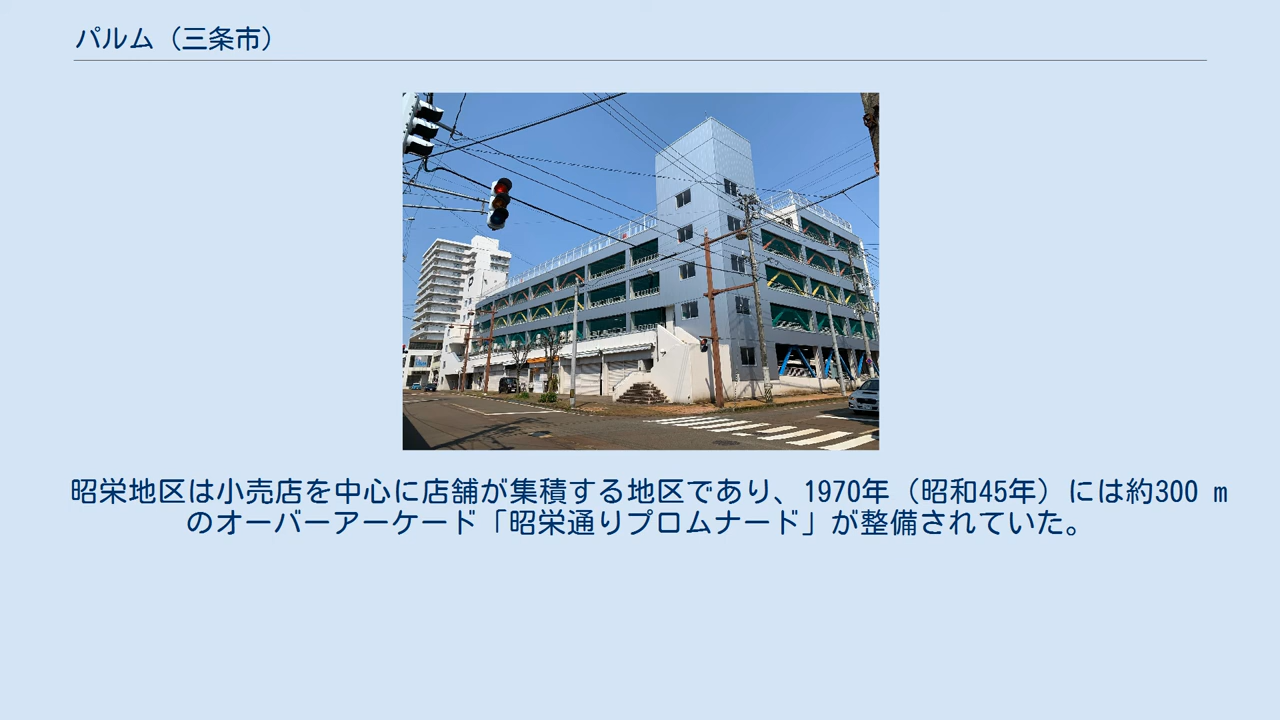 パルム（三条市）
昭栄地区は小売店を中心に店舗が集積する地区であり、1970年（昭和45年）には約300 m
のオーバーアーケード「昭栄通りプロムナード」が整備されていた。